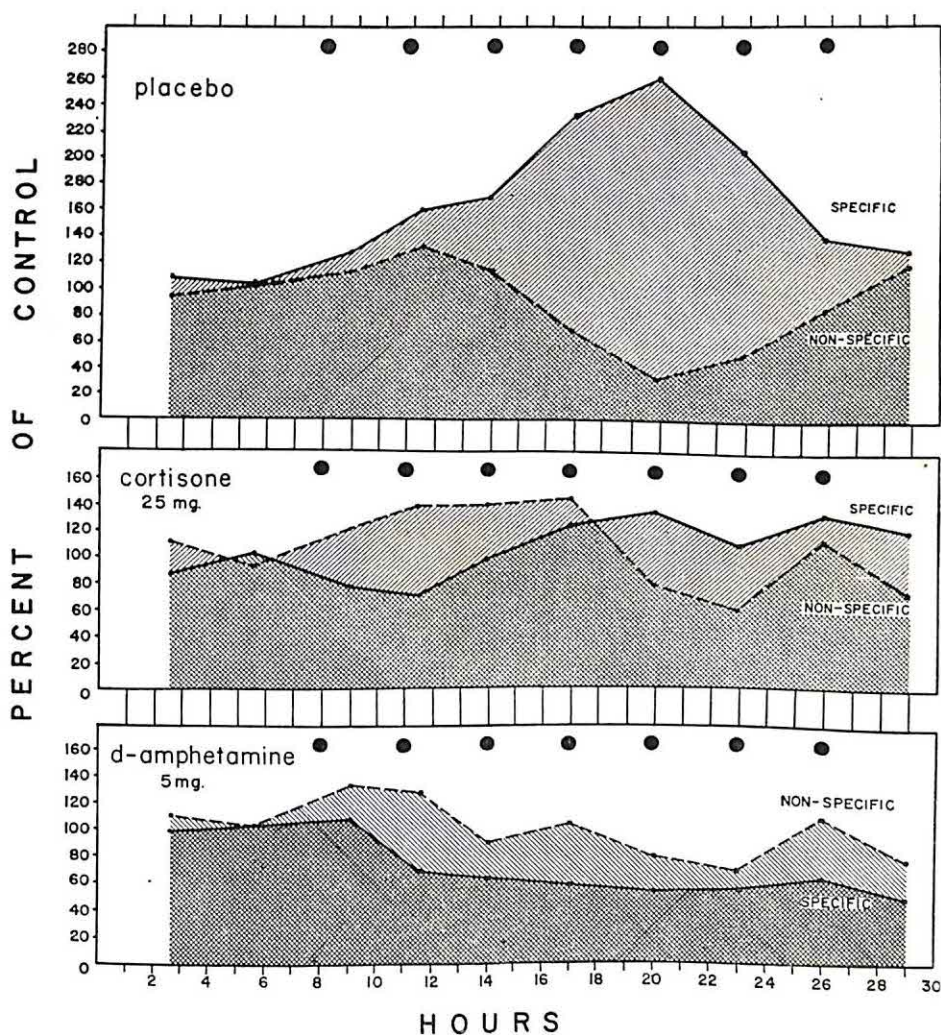 PERCENT OF CONTROL
280
260
240
220
200
280
160
140
120
100
80
60
40
20
0
placebo
SPECIFIC
NON-SPECIFIC
160
140
120
100
80
60
40
20
0
cortisone
25 mg.
SPECIFIC
NON-SPECIFIC
160
140
120
100
80
60
40
20
0
d-amphetamine
5 mg.
NON-SPECIFIC
SPECIFIC
2 4 6 8 10 12 14 16 18 20 22 24 26 28 30
HOURS